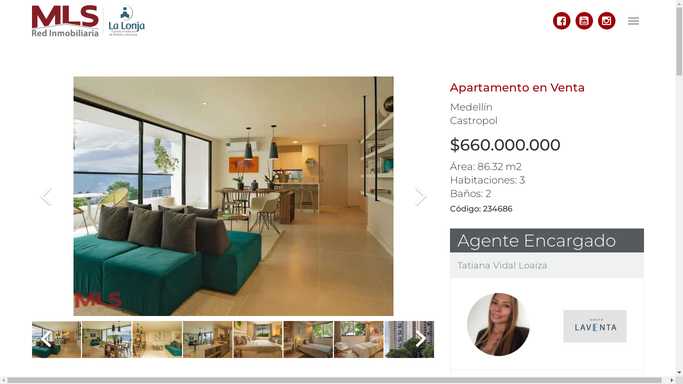 MLS
Red Inmobiliaria
La Lonja
Apartamento en Venta
Medellín
Castropol
$660.000.000
Área: 86.32 m2
Habitaciones: 3
Baños: 2
Código: 234686
Agente Encargado
Tatiana Vidal Loaiza
MLS
LAVENTA